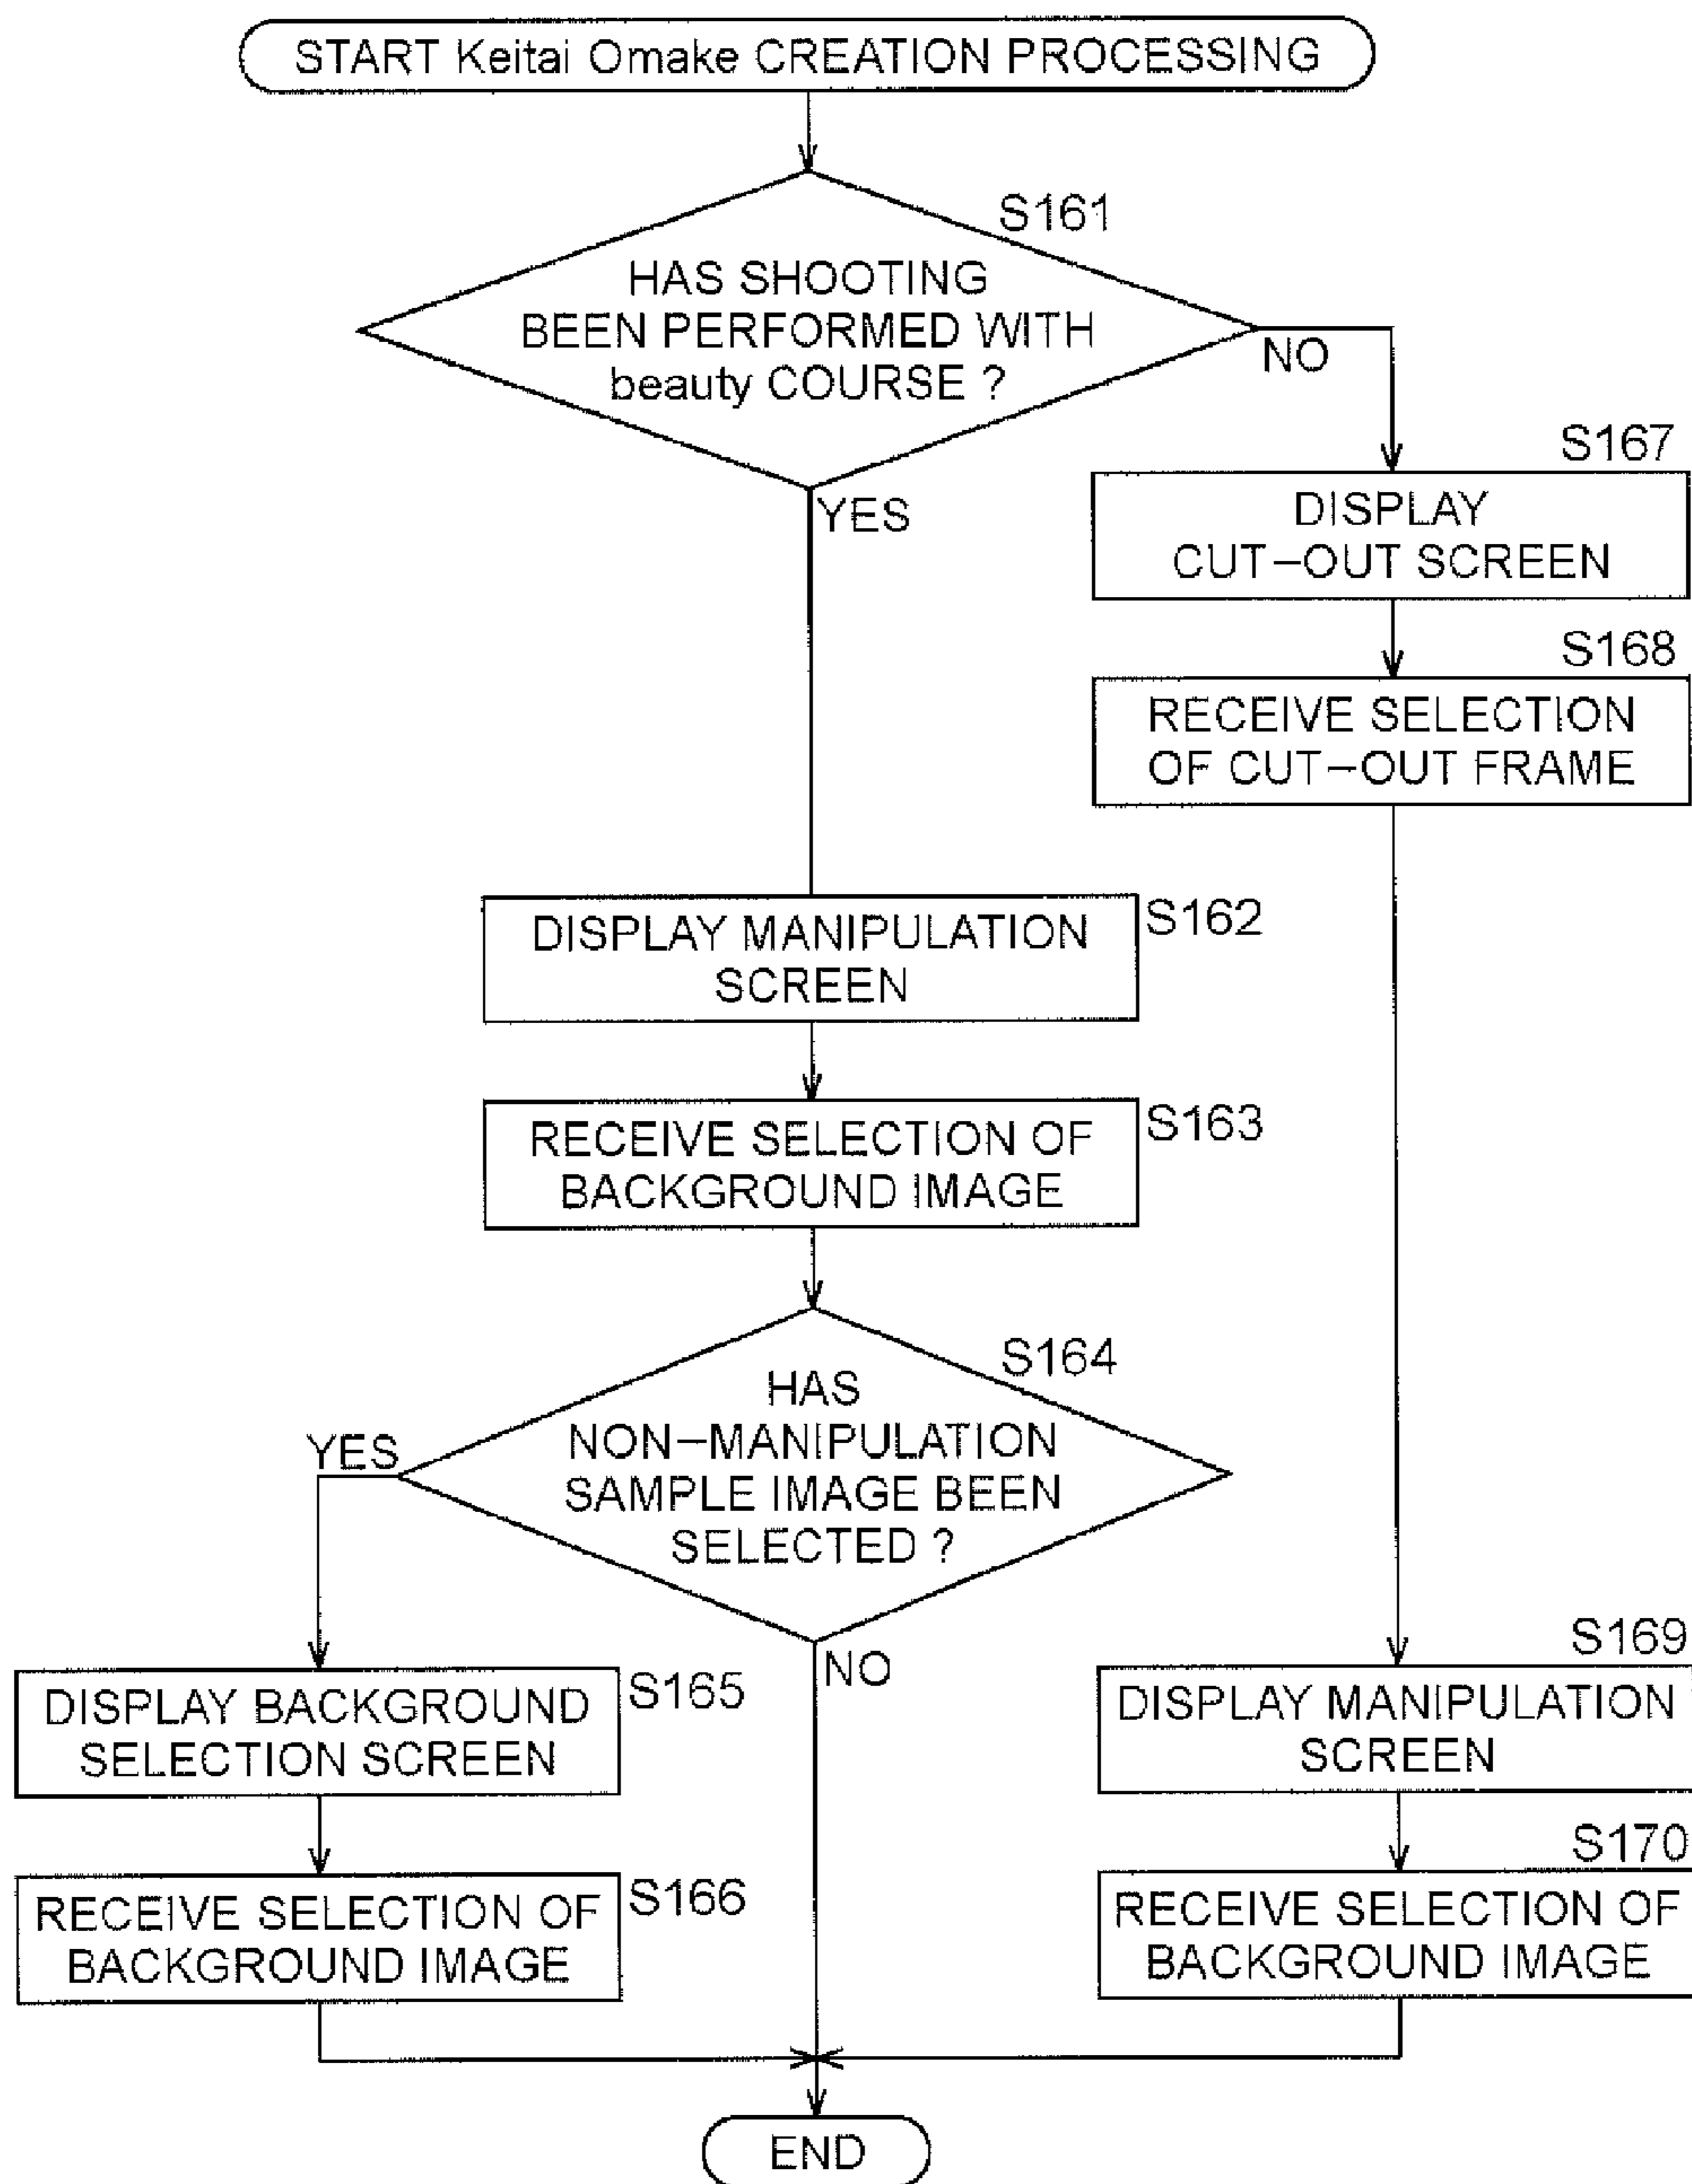 START Keitai Omake CREATION PROCESSING
S161
HAS SHOOTING
BEEN PERFORMED WITH
beauty COURSE ?
NO
YES
S167
DISPLAY
CUT-OUT SCREEN
S168
RECEIVE SELECTION
OF CUT-OUT FRAME
S162
DISPLAY MANIPULATION
SCREEN
S163
RECEIVE SELECTION OF
BACKGROUND IMAGE
S164
HAS
NON-MANIPULATION
SAMPLE IMAGE BEEN
SELECTED ?
YES
NO
S165
DISPLAY BACKGROUND
SELECTION SCREEN
S166
RECEIVE SELECTION OF
BACKGROUND IMAGE
S169
DISPLAY MANIPULATION
SCREEN
S170
RECEIVE SELECTION OF
BACKGROUND IMAGE
END